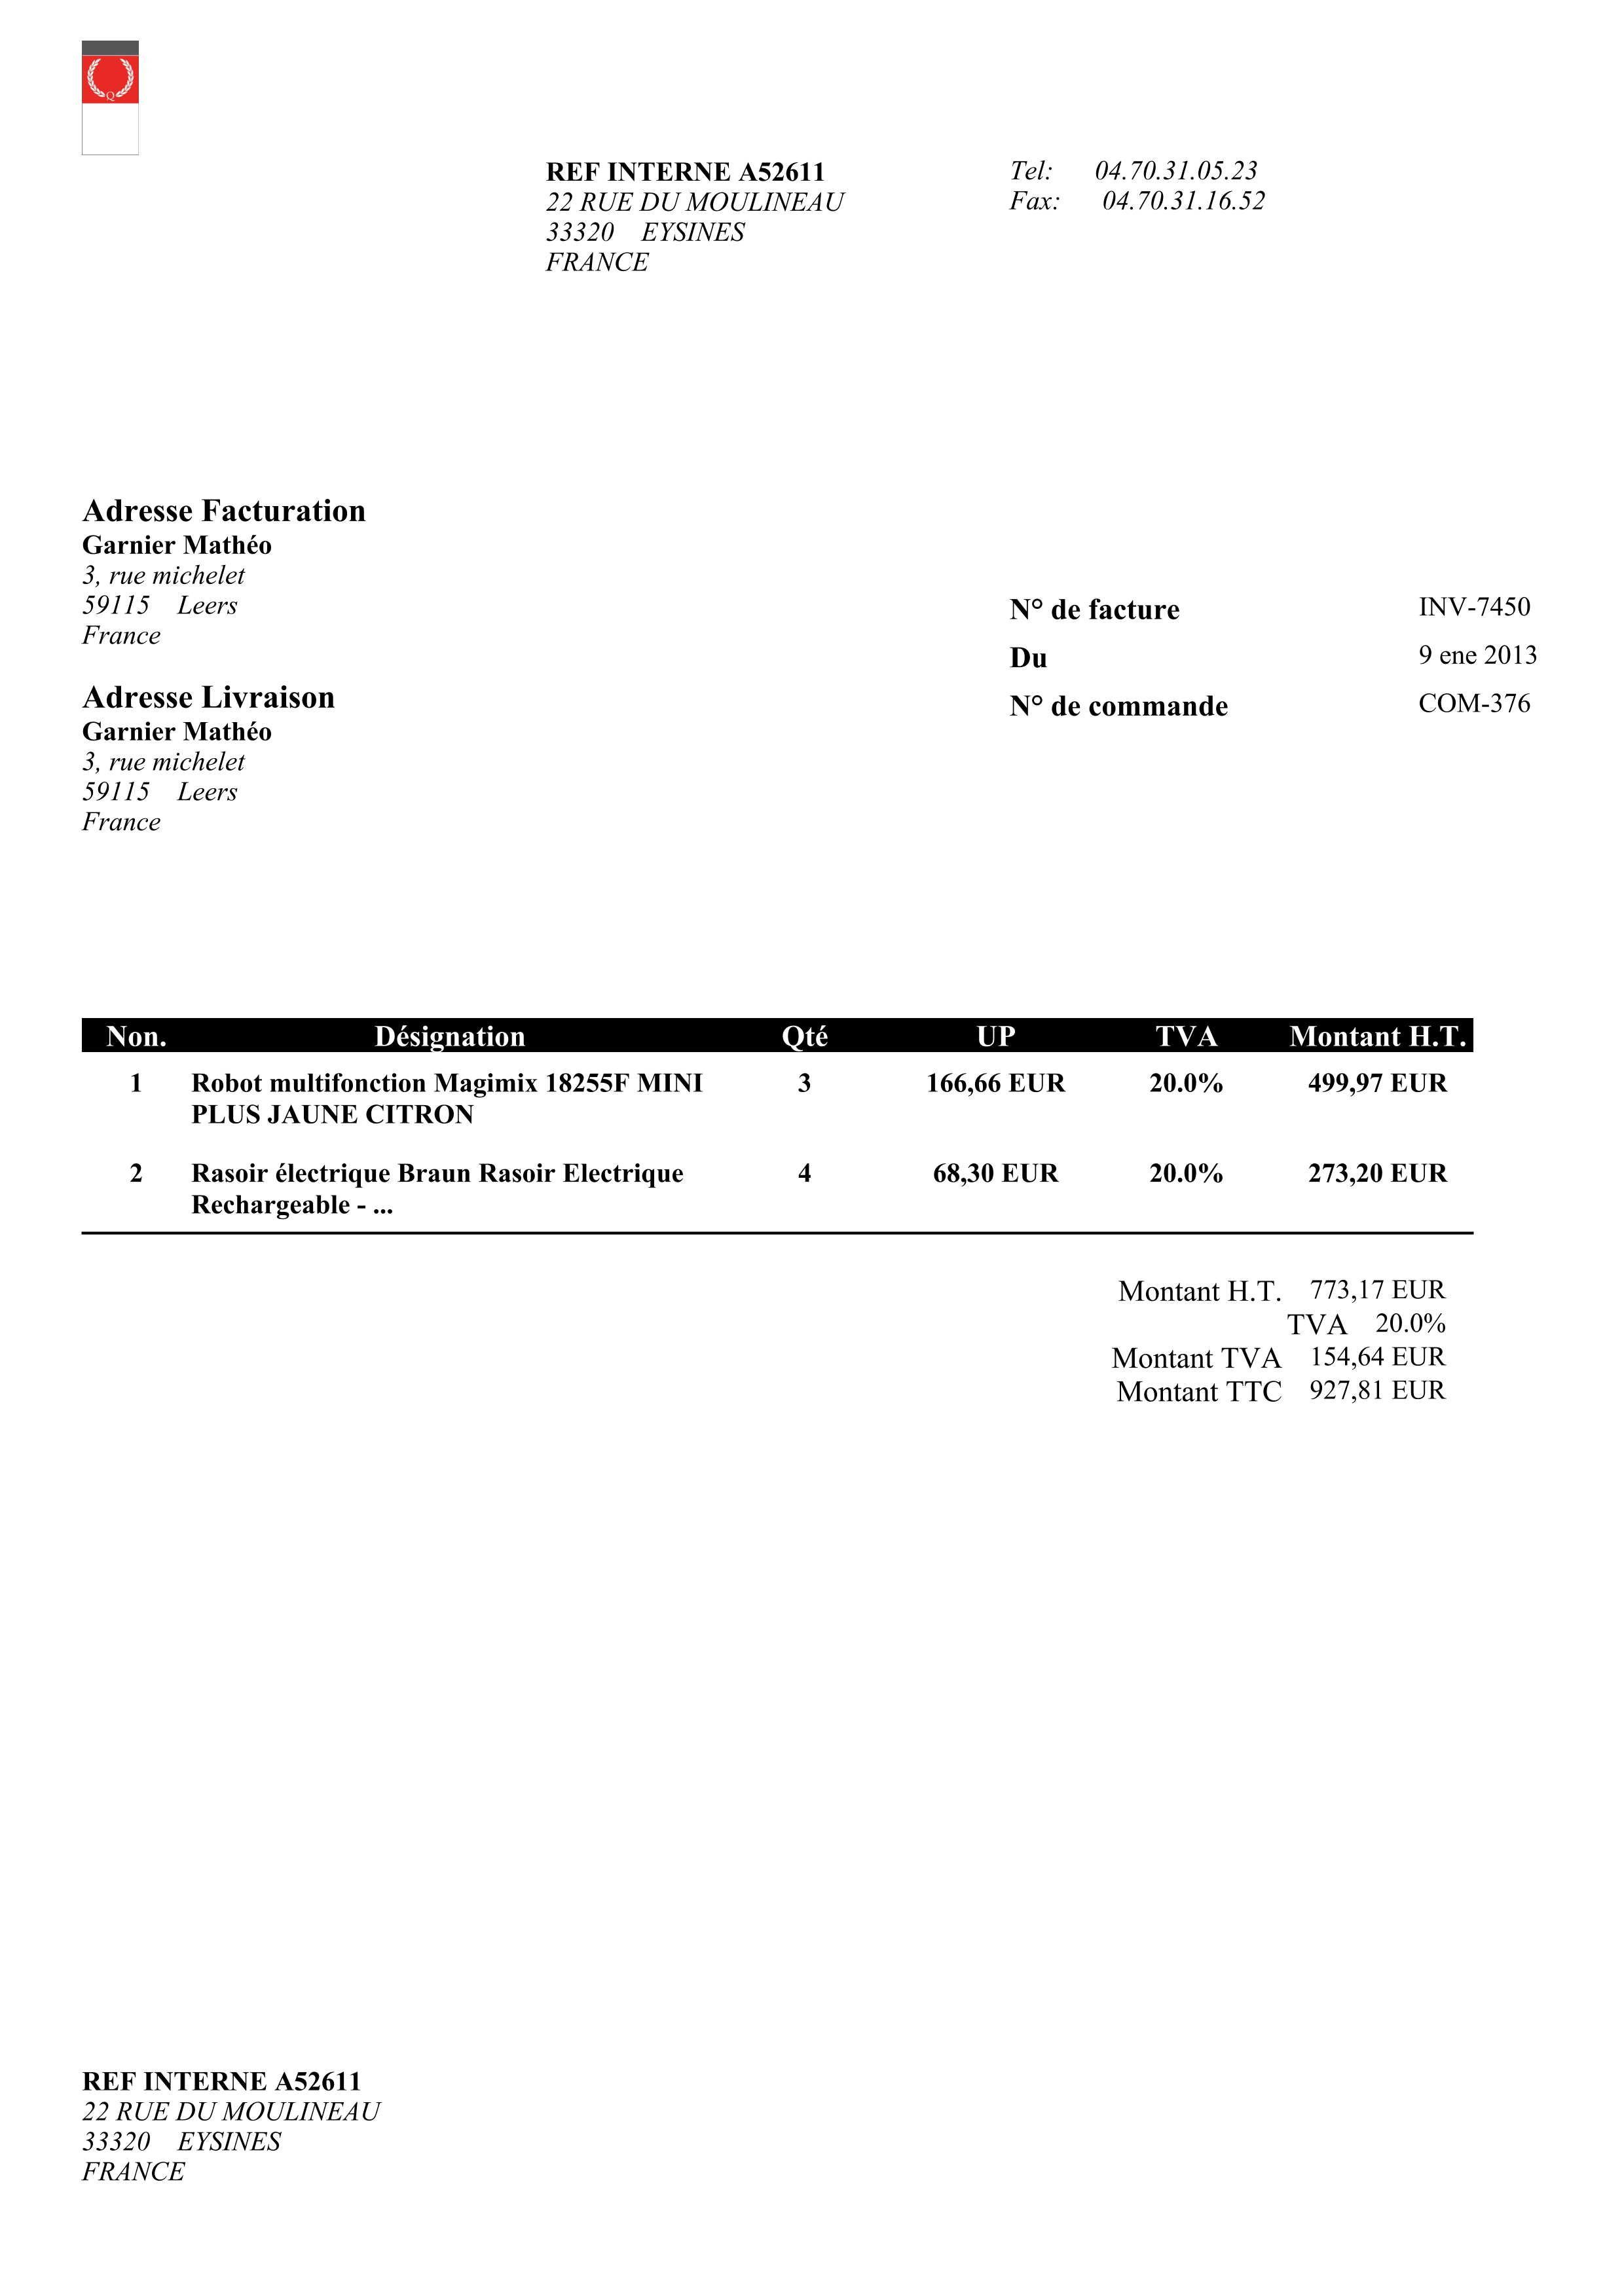 Q
REF INTERNE A52611
22 RUE DU MOULINEAU
33320 EYSINES
FRANCE
Tel: 04.70.31.05.23
Fax: 04.70.31.16.52
Adresse Facturation
Garnier Mathéo
3, rue michelet
59115 Leers
France
Adresse Livraison
Garnier Mathéo
3, rue michelet
59115 Leers
France
N° de facture INV-7450
Du 9 ene 2013
N° de commande COM-376
Non. Désignation Qté UP TVA Montant H.T.
1 Robot multifonction Magimix 18255F MINI 3 166,66 EUR 20.0% 499,97 EUR
PLUS JAUNE CITRON
2 Rasoir électrique Braun Rasoir Electrique 4 68,30 EUR 20.0% 273,20 EUR
Rechargeable - ...
Montant H.T. 773,17 EUR
TVA 20.0%
Montant TVA 154,64 EUR
Montant TTC 927,81 EUR
REF INTERNE A52611
22 RUE DU MOULINEAU
33320 EYSINES
FRANCE